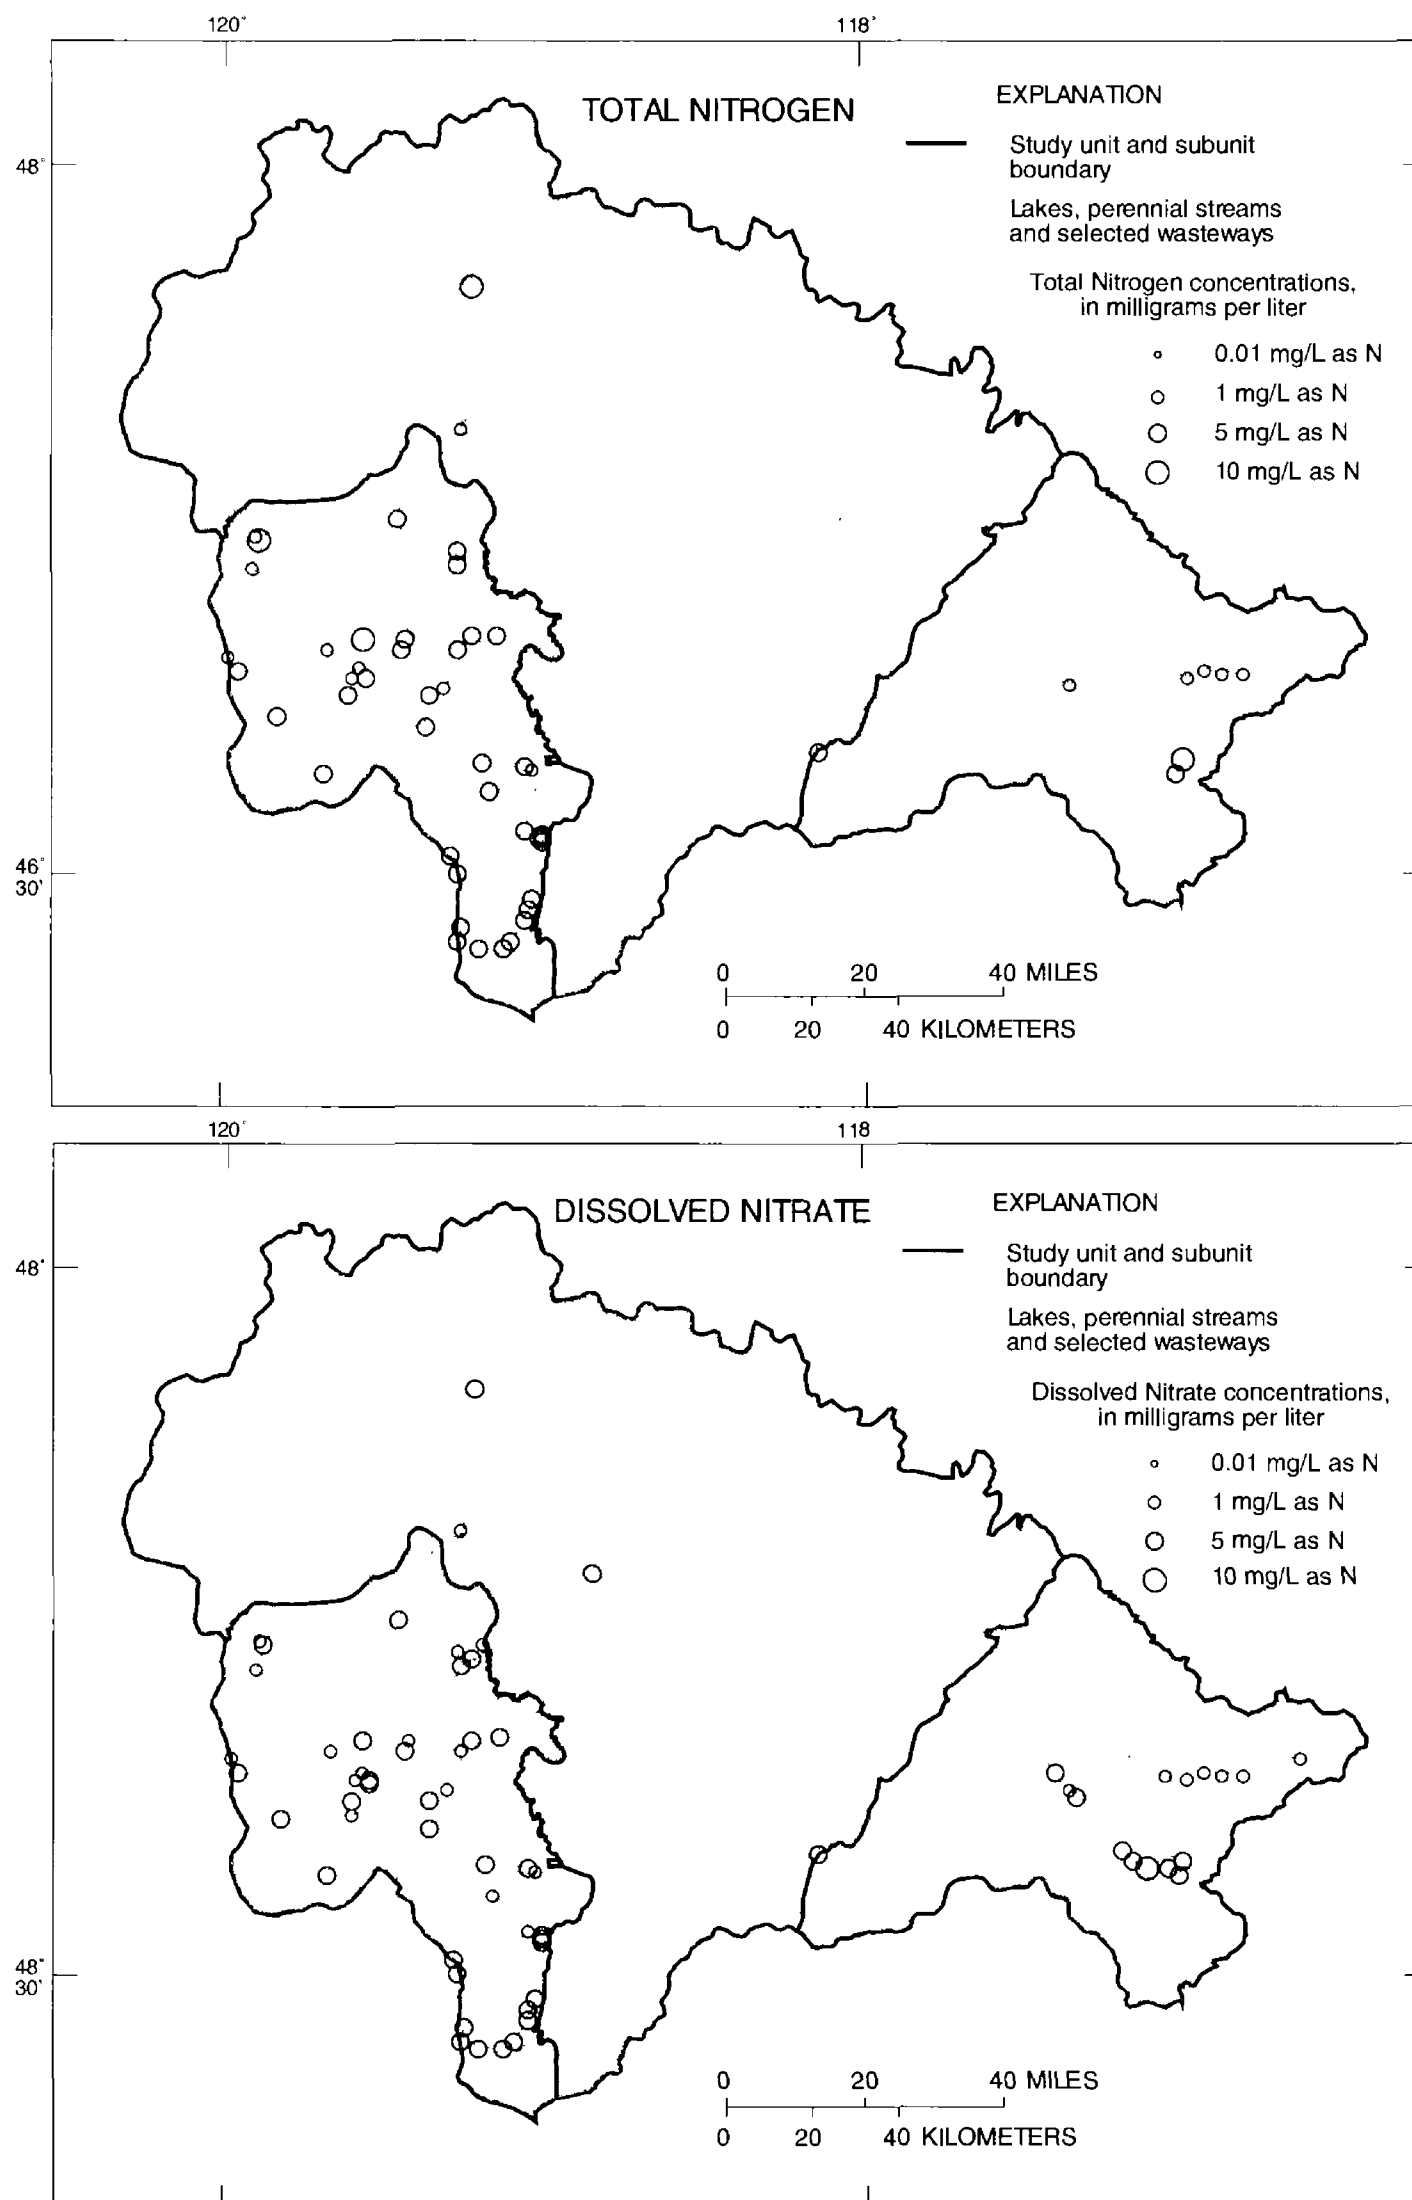 120°
118°
TOTAL NITROGEN
EXPLANATION
Study unit and subunit
boundary
48°
Lakes, perennial streams
and selected wasteways
Total Nitrogen concentrations,
in milligrams per liter
0.01 mg/L as N
1 mg/L as N
5 mg/L as N
10 mg/L as N
46°
30'
0 20 40 MILES
0 20 40 KILOMETERS
120°
118
DISSOLVED NITRATE
EXPLANATION
Study unit and subunit
boundary
48°
Lakes, perennial streams
and selected wasteways
Dissolved Nitrate concentrations,
in milligrams per liter
0.01 mg/L as N
1 mg/L as N
5 mg/L as N
10 mg/L as N
48°
30'
0 20 40 MILES
0 20 40 KILOMETERS